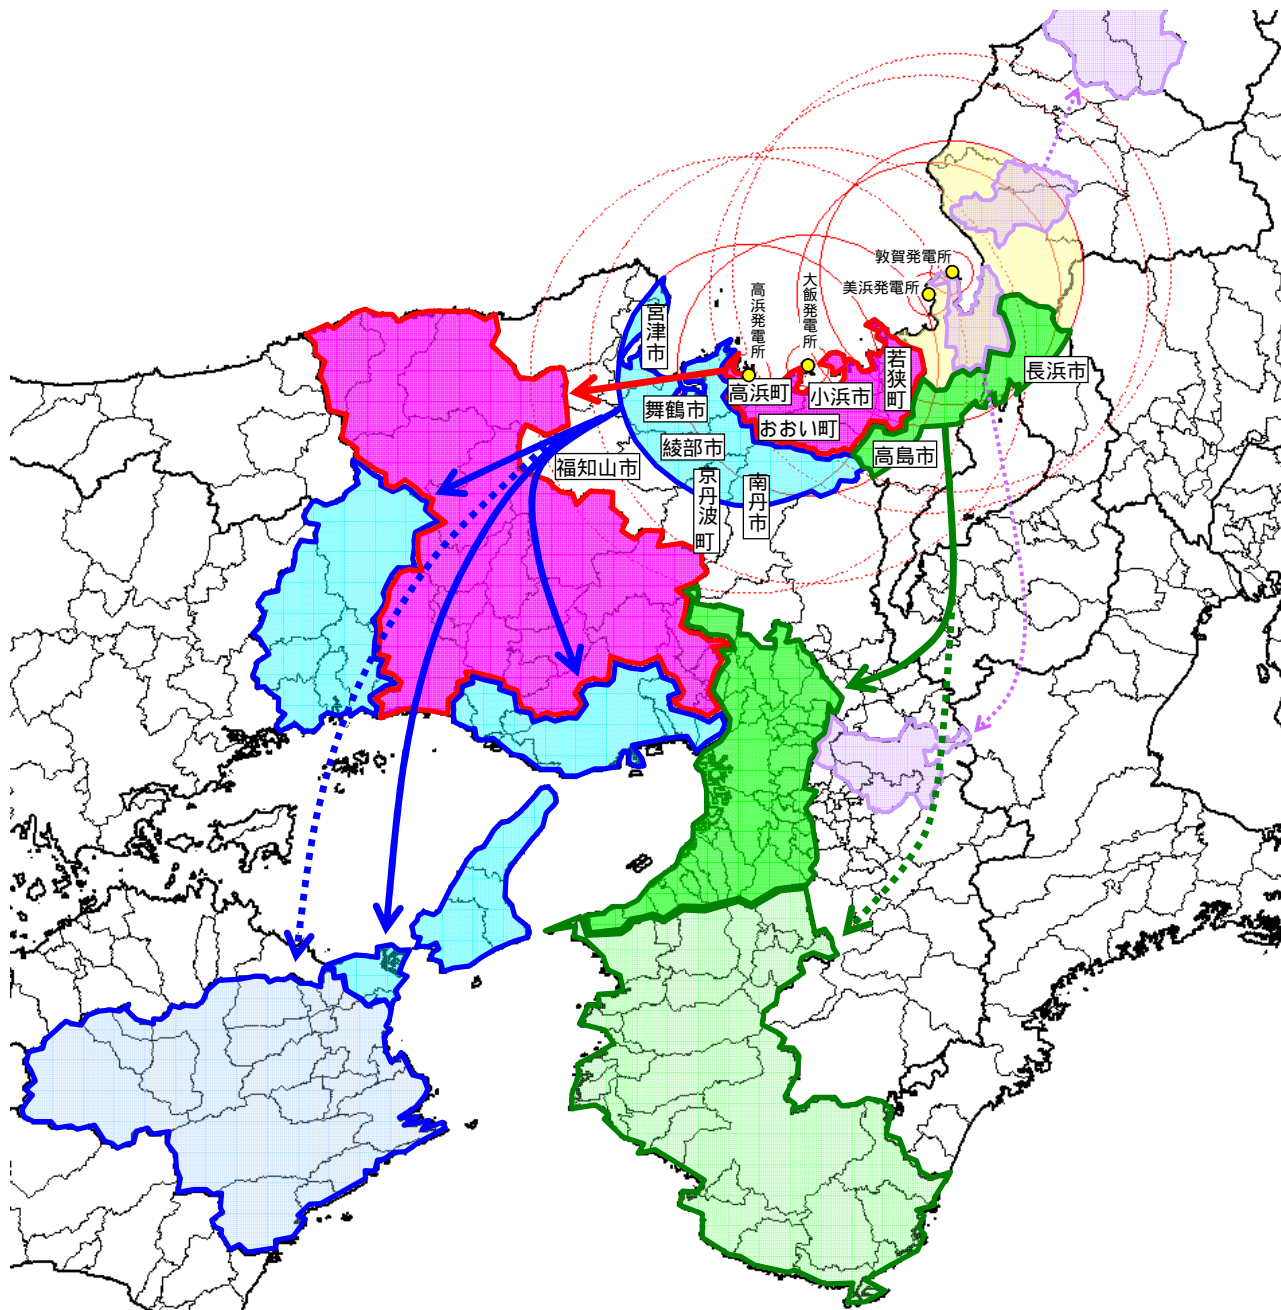 敦賀発電所
美浜発電所
大飯発電所
高浜発電所
宮津市
若狭町
長浜市
高浜町
小浜市
舞鶴市
おおい町
綾部市
高島市
福知山市
京丹波町
南丹市